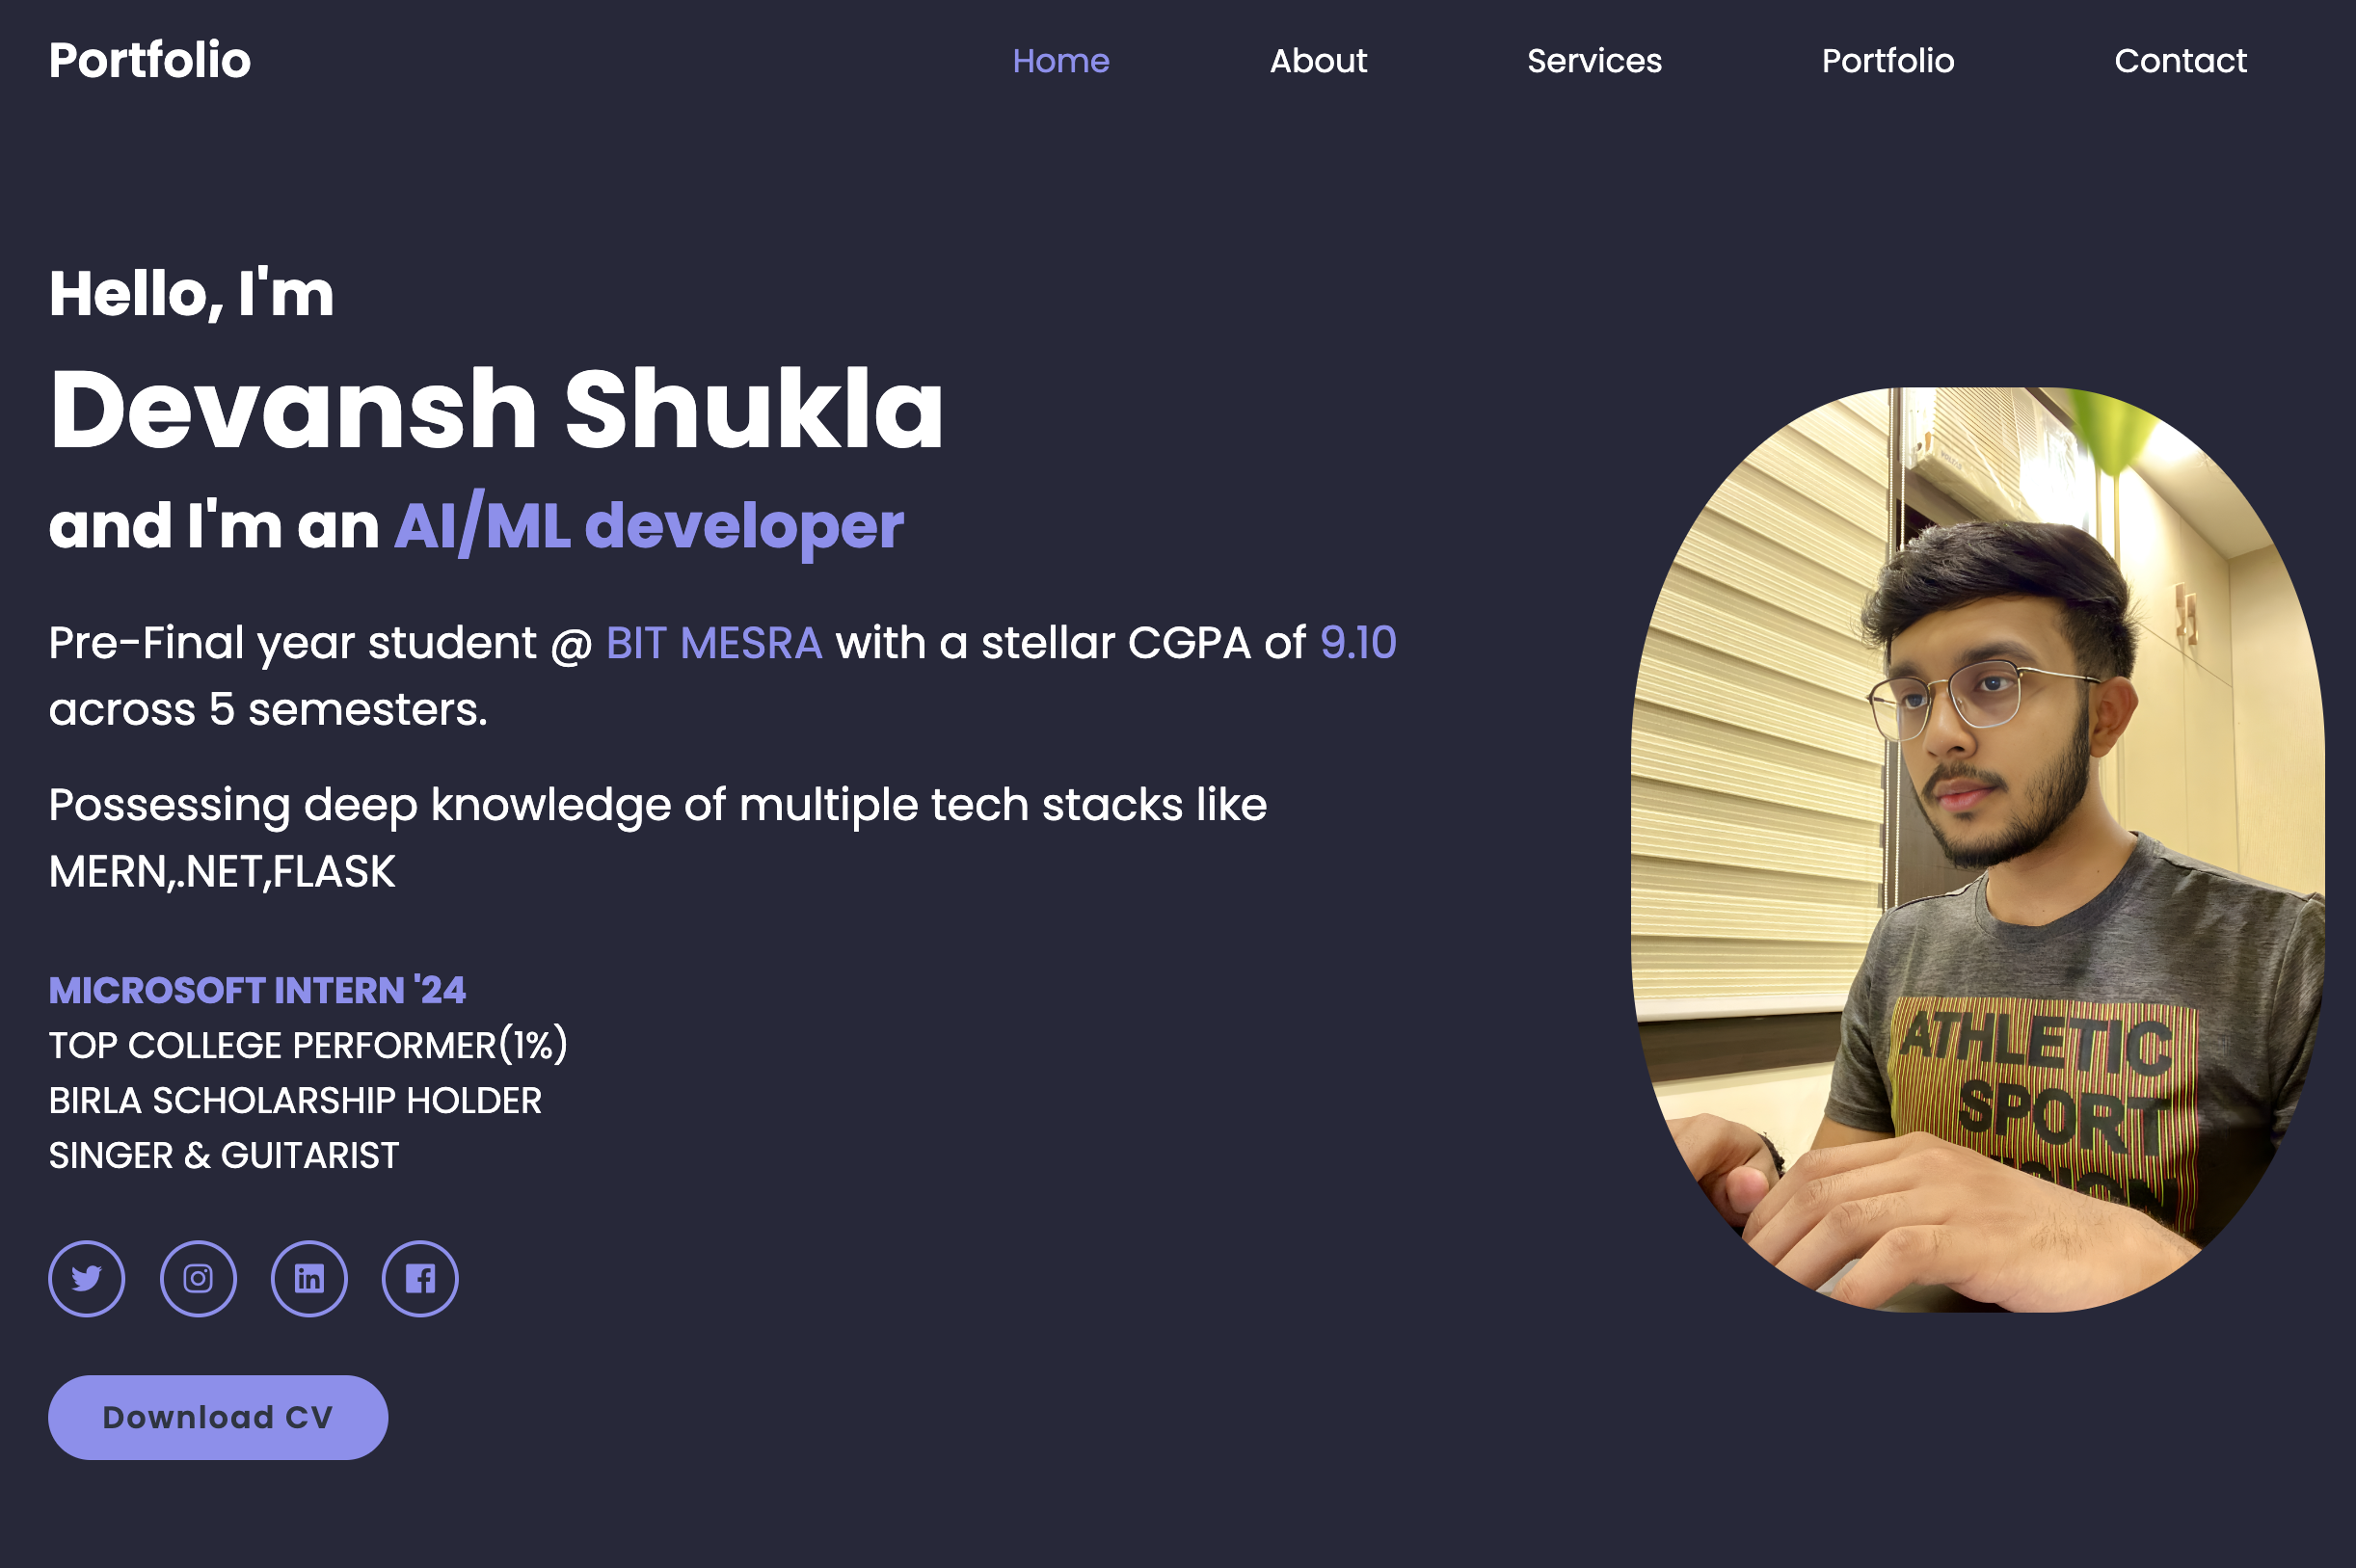 Portfolio
Home About Services Portfolio Contact
Hello, I'm
Devansh Shukla
and I'm an AI/ML developer
Pre-Final year student @ BIT MESRA with a stellar CGPA of 9.10
across 5 semesters.
Possessing deep knowledge of multiple tech stacks like
MERN,.NET,FLASK
MICROSOFT INTERN '24
TOP COLLEGE PERFORMER(1%)
BIRLA SCHOLARSHIP HOLDER
SINGER & GUITARIST
Download CV
ATHLETIC
SPORT